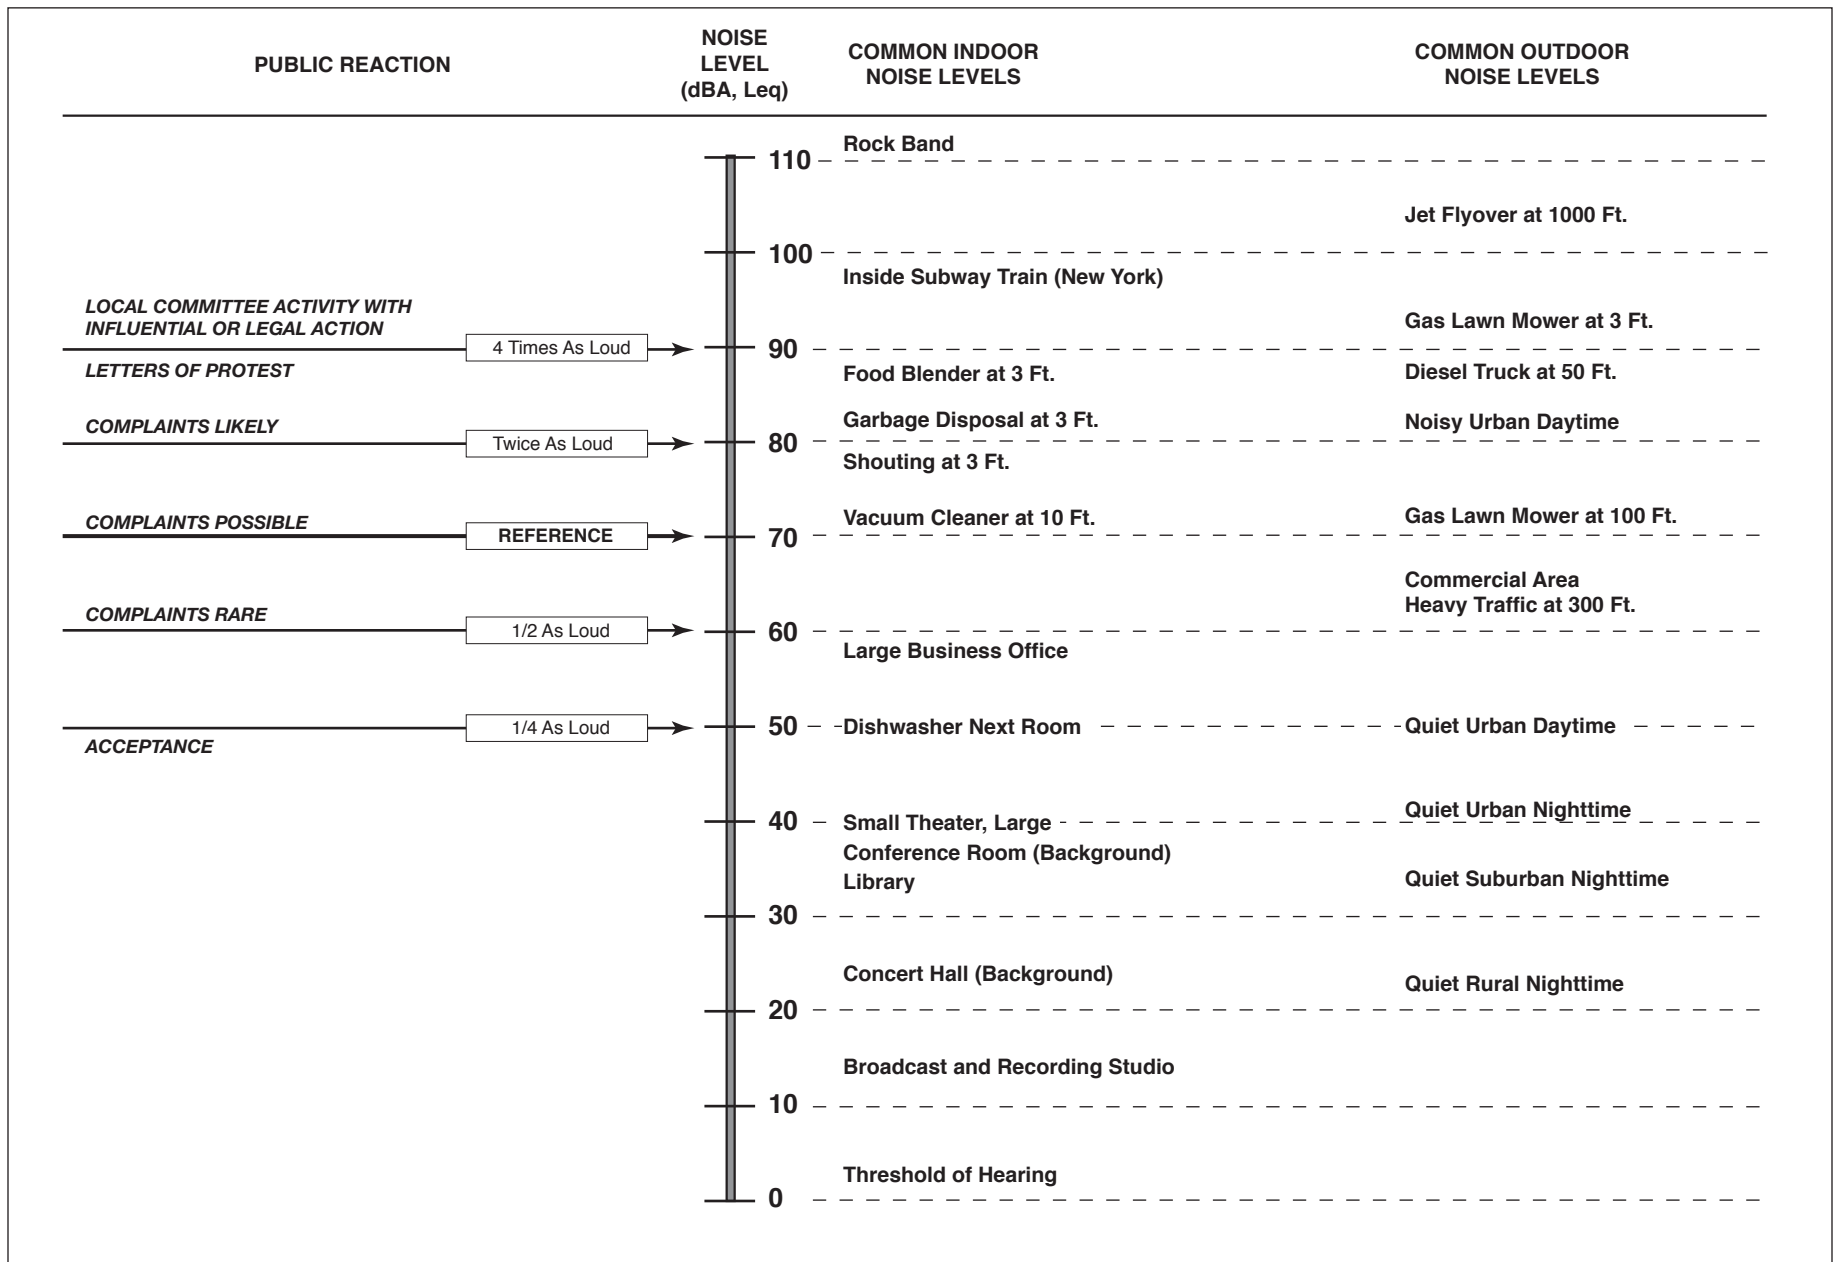 PUBLIC REACTION
NOISE
LEVEL
(dBA, Leq)
COMMON INDOOR
NOISE LEVELS
COMMON OUTDOOR
NOISE LEVELS
Rock Band
110
Jet Flyover at 1000 Ft.
100
Inside Subway Train (New York)
LOCAL COMMITTEE ACTIVITY WITH
INFLUENTIAL OR LEGAL ACTION
Gas Lawn Mower at 3 Ft.
4 Times As Loud
90
LETTERS OF PROTEST
Food Blender at 3 Ft.
Diesel Truck at 50 Ft.
COMPLAINTS LIKELY
Garbage Disposal at 3 Ft.
Noisy Urban Daytime
Twice As Loud
80
Shouting at 3 Ft.
COMPLAINTS POSSIBLE
Vacuum Cleaner at 10 Ft.
Gas Lawn Mower at 100 Ft.
REFERENCE
70
Commercial Area
Heavy Traffic at 300 Ft.
COMPLAINTS RARE
1/2 As Loud
60
Large Business Office
1/4 As Loud
50
Dishwasher Next Room
Quiet Urban Daytime
ACCEPTANCE
Quiet Urban Nighttime
40
Small Theater, Large
Conference Room (Background)
Library
Quiet Suburban Nighttime
30
Concert Hall (Background)
Quiet Rural Nighttime
20
Broadcast and Recording Studio
10
Threshold of Hearing
0